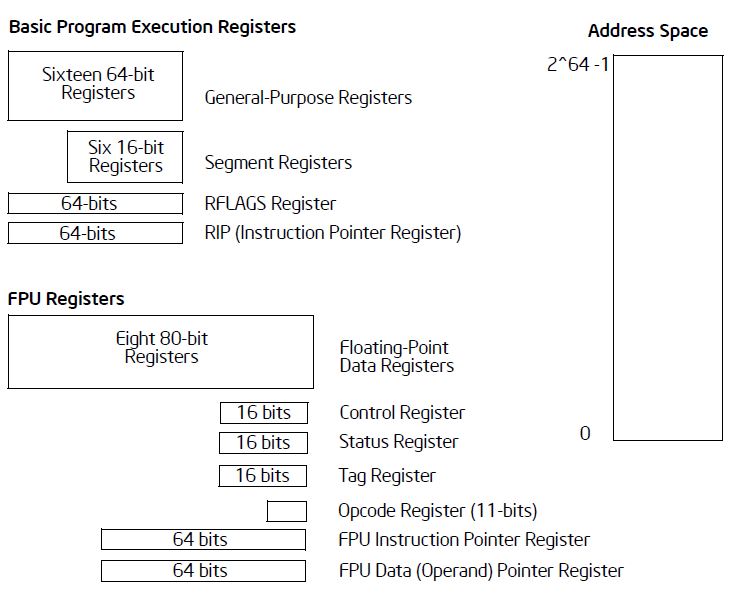 Basic Program Execution Registers
Address Space
2^64 -1
Sixteen 64-bit
Registers
General-Purpose Registers
Six 16-bit
Registers
Segment Registers
64-bits
RFLAGS Register
64-bits
RIP (Instruction Pointer Register)
FPU Registers
Eight 80-bit
Registers
Floating-Point
Data Registers
16 bits
Control Register
0
16 bits
Status Register
16 bits
Tag Register
Opcode Register (11-bits)
64 bits
FPU Instruction Pointer Register
64 bits
FPU Data (Operand) Pointer Register